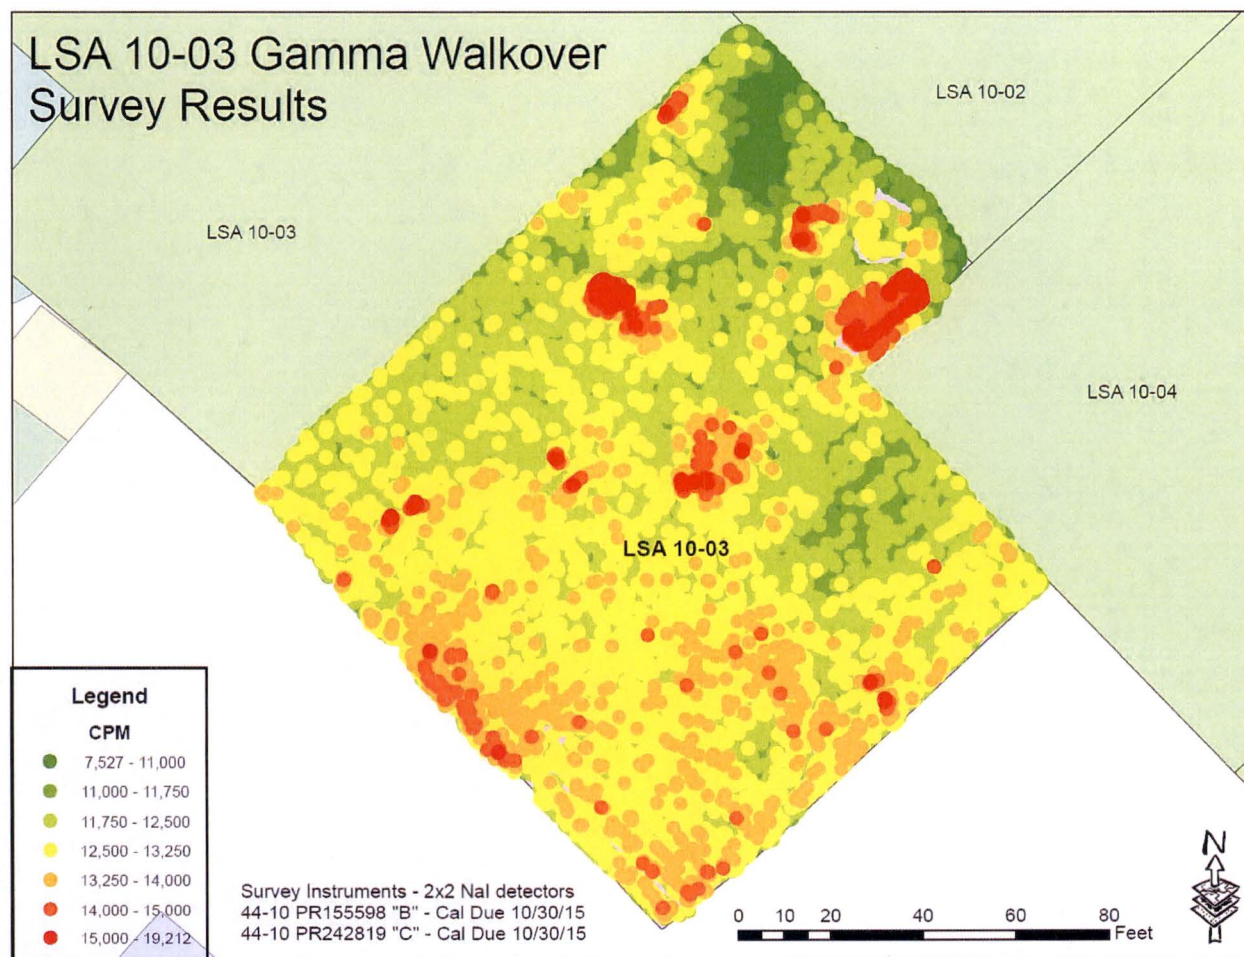 LSA 10-03 Gamma Walkover
Survey Results
LSA 10-02
LSA 10-03
LSA 10-04
LSA 10-03
Legend
CPM
7,527 - 11,000
11,000 - 11,750
11,750 - 12,500
12,500 - 13,250
13,250 - 14,000
14,000 - 15,000
15,000 - 19,212
Survey Instruments - 2x2 NaI detectors
44-10 PR155598 "B" - Cal Due 10/30/15
44-10 PR242819 "C" - Cal Due 10/30/15
N
0 10 20 40 60 80
Feet